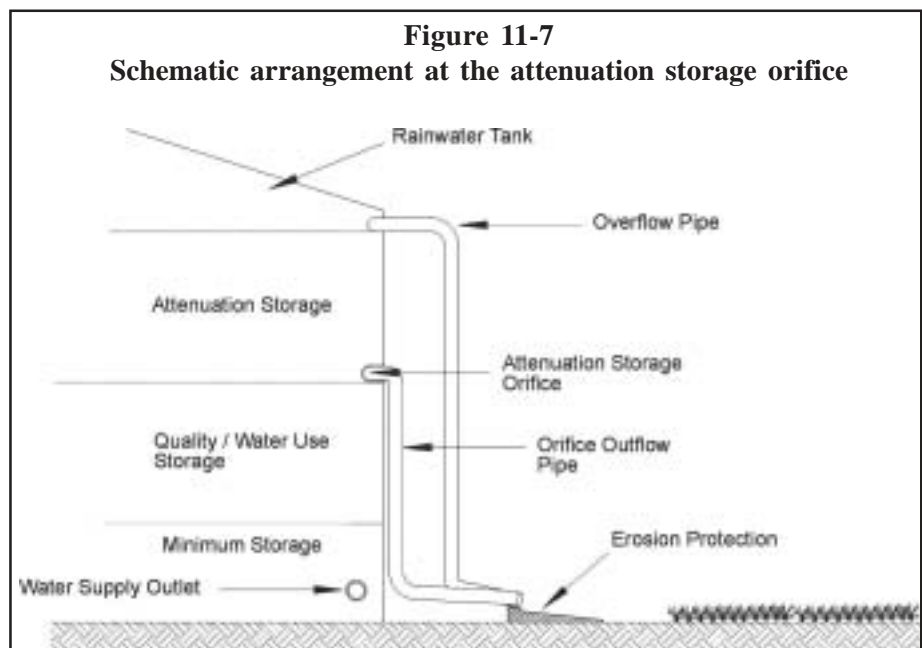 Figure 11-7
Schematic arrangement at the attenuation storage orifice
Rainwater Tank
Overflow Pipe
Attenuation Storage
Attenuation Storage
Orifice
Quality / Water Use
Storage
Orifice Outflow
Pipe
Minimum Storage
Erosion Protection
Water Supply Outlet